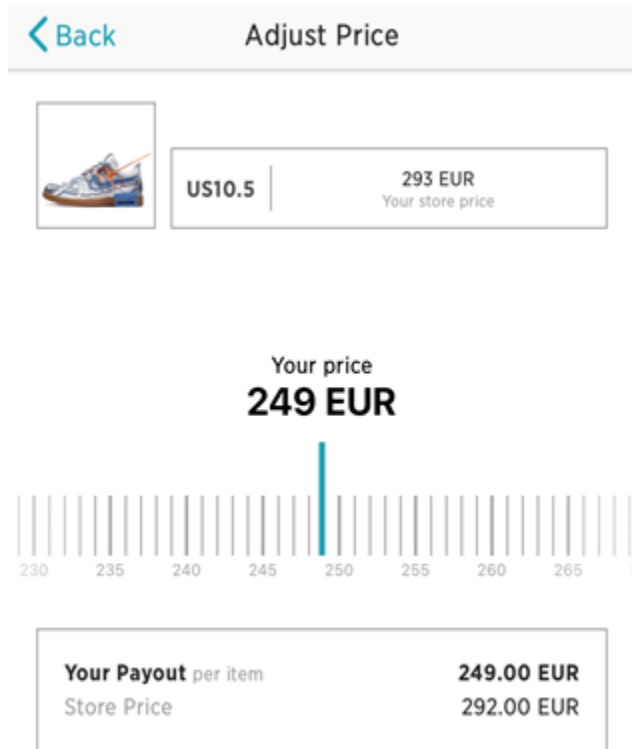 Back Adjust Price
US10.5 293 EUR
Your store price
Your price
249 EUR
230 235 240 245 250 255 260 265
Your Payout per item 249.00 EUR
Store Price 292.00 EUR